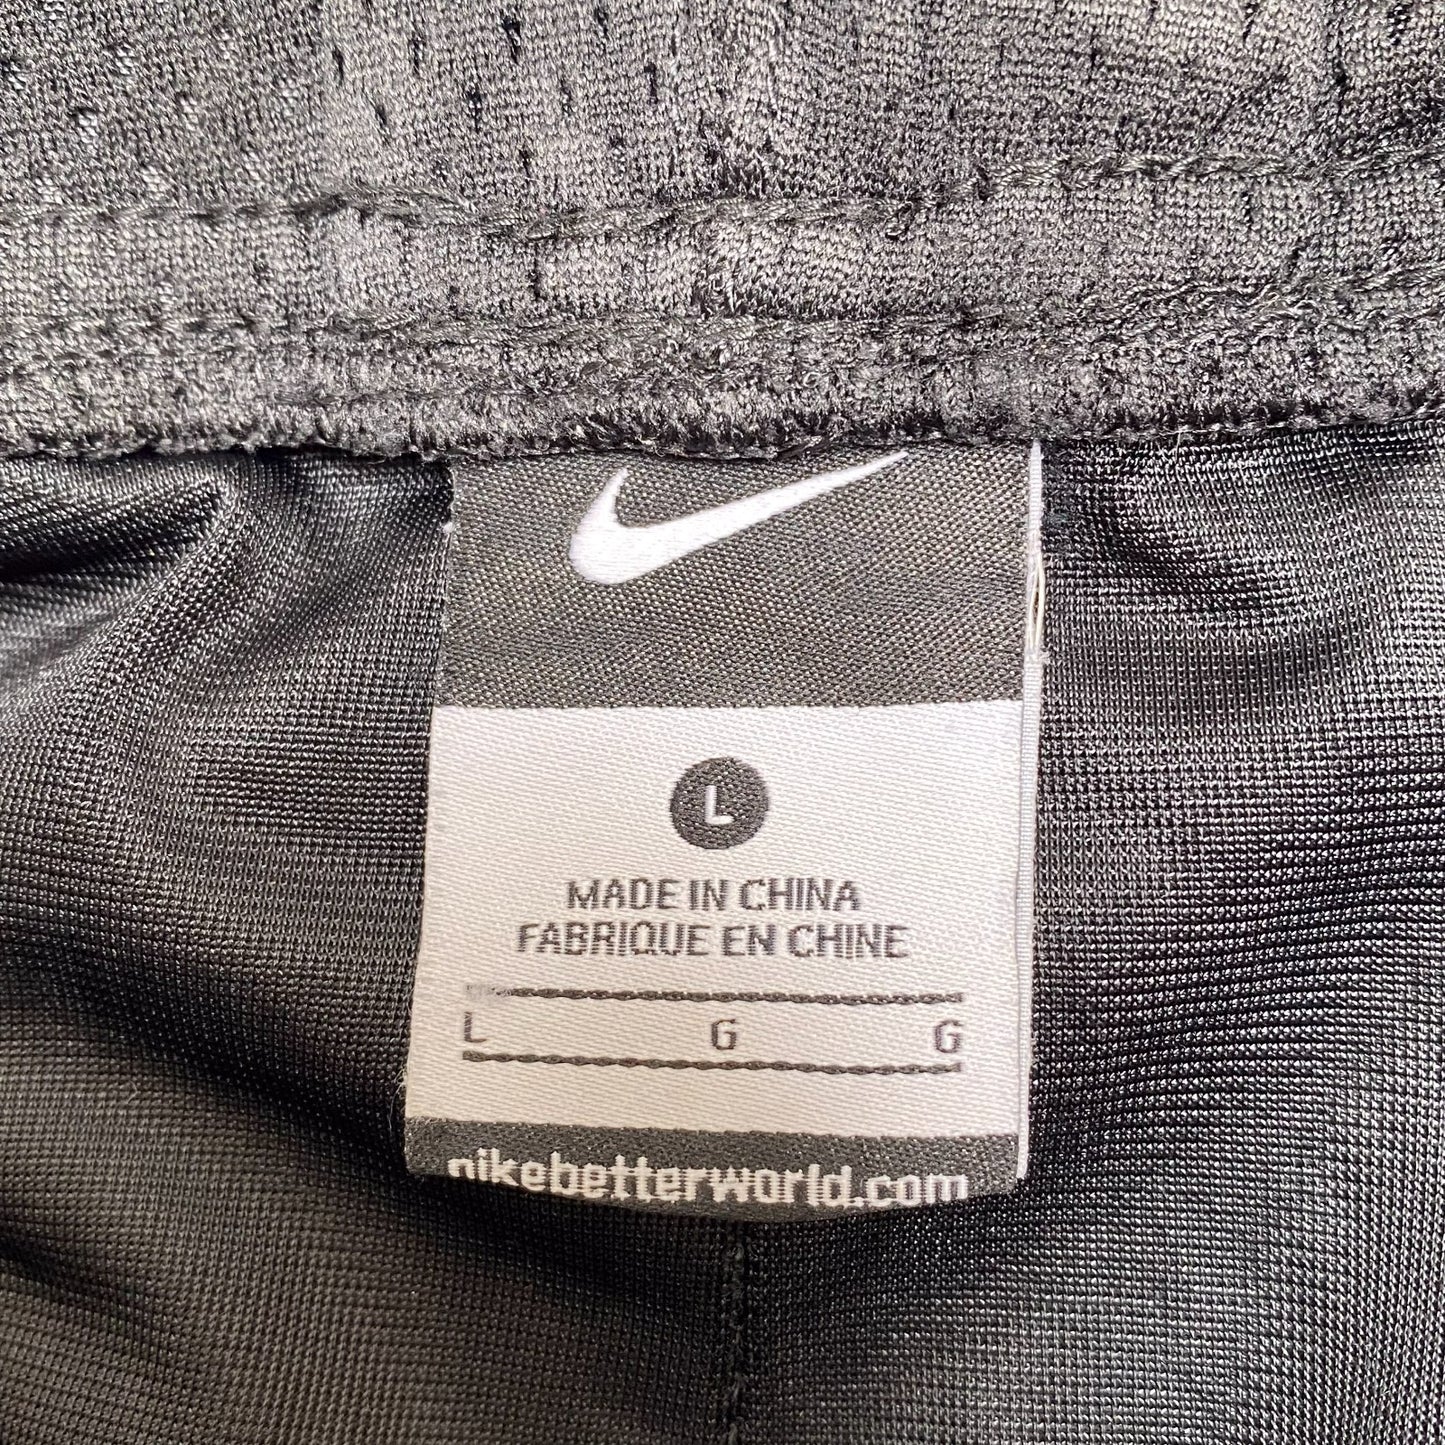 L
MADE IN CHINA
FABRIQUE EN CHINE
L G G
nikebetterworld.com